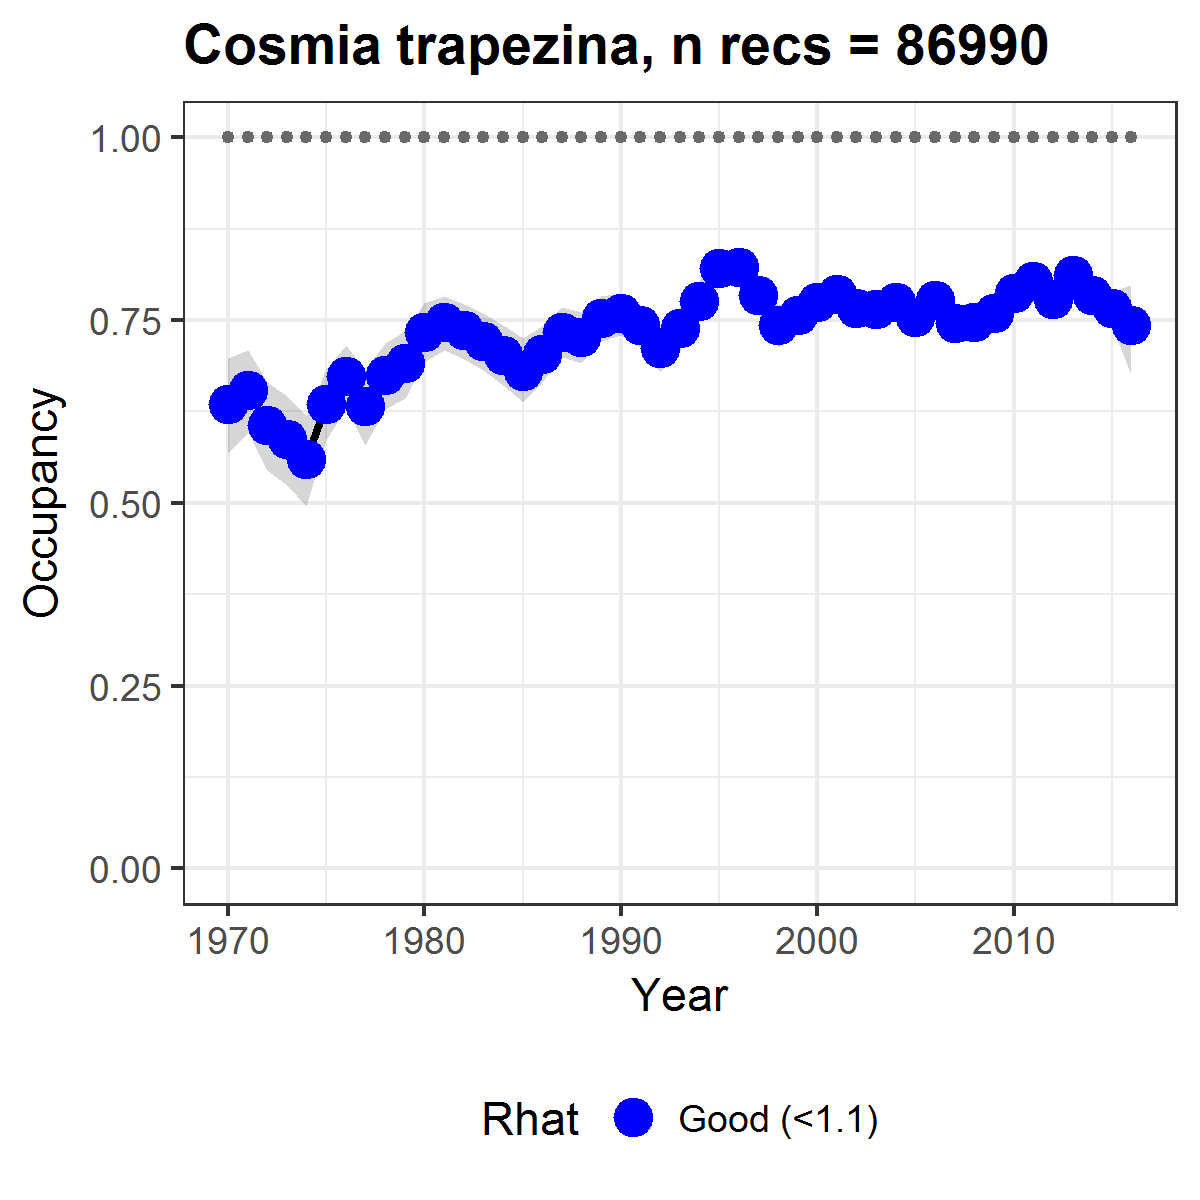 Cosmia trapezina, n recs = 86990
1.00
0.75
0.50
0.25
0.00
Occupancy
1970 1980 1990 2000 2010
Year
Rhat Good (<1.1)